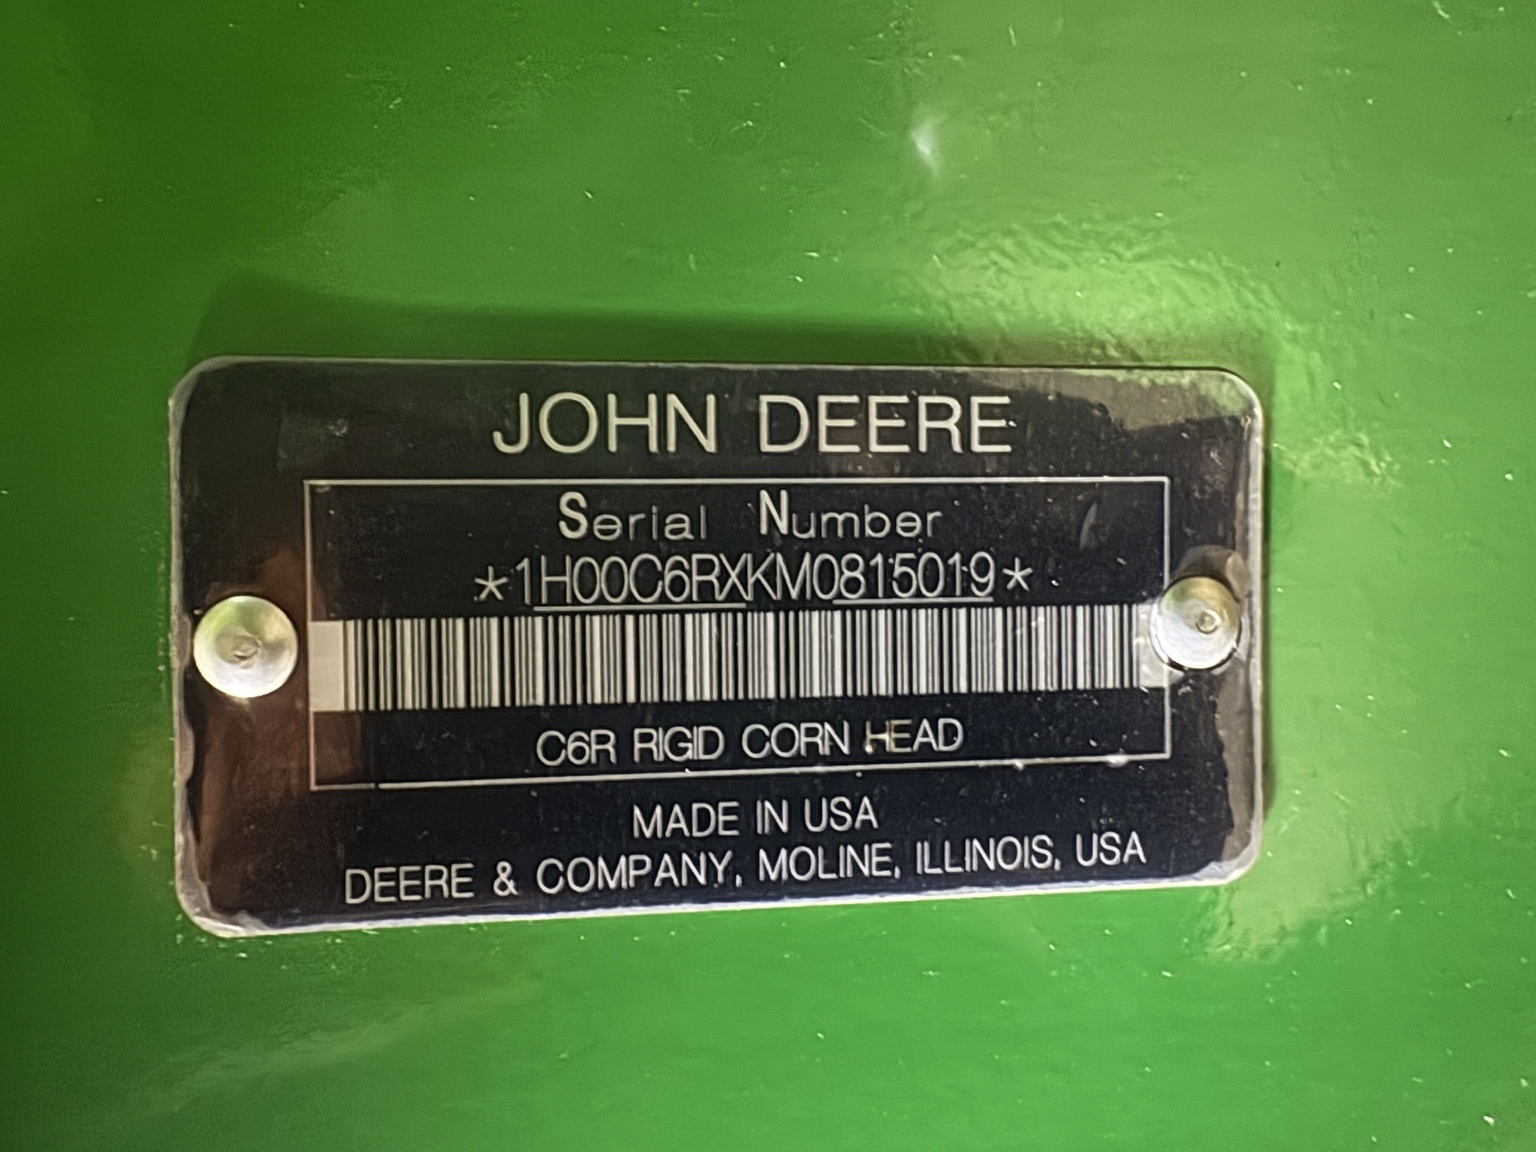 JOHN DEERE
Serial Number
*1H00C6RXKM0815019*
C6R RIGID CORN HEAD
MADE IN USA
DEERE & COMPANY, MOLINE, ILLINOIS, USA